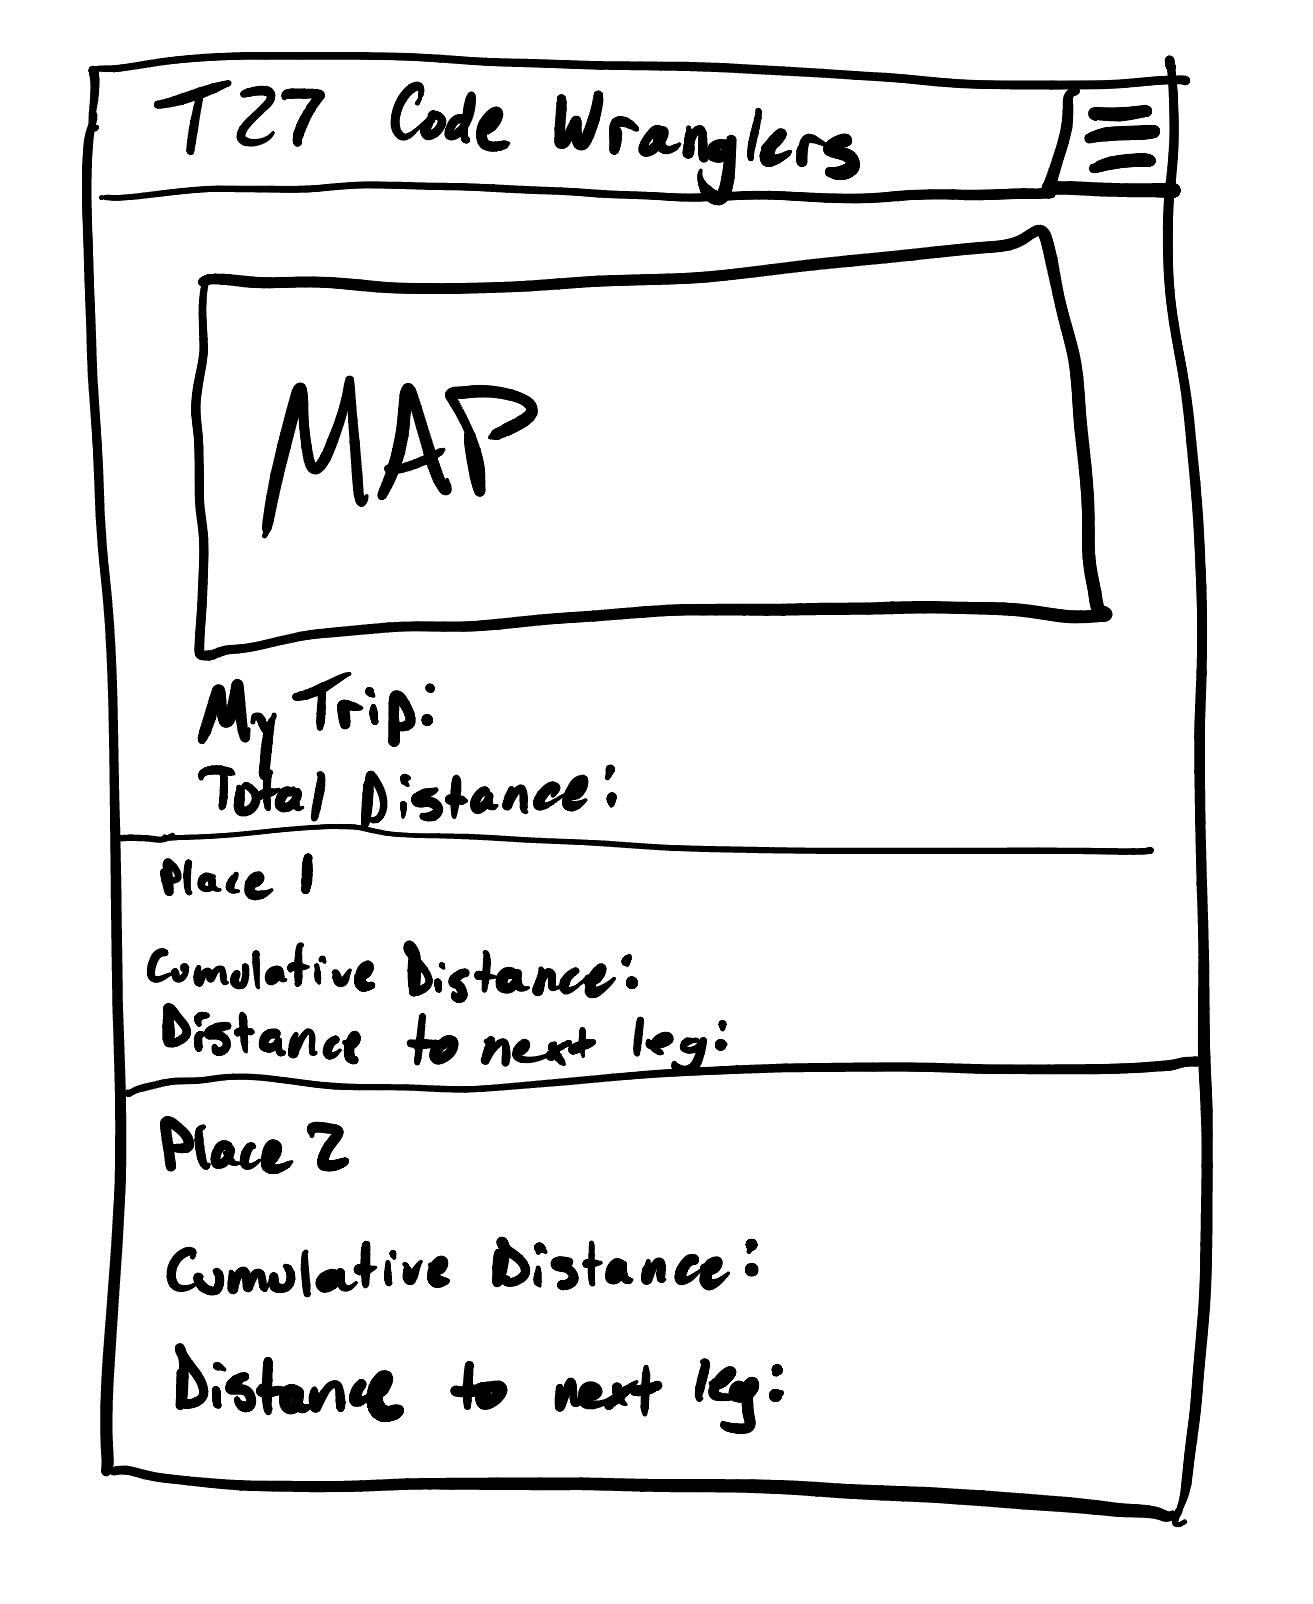 T27 Code Wranglers
MAP
My Trip:
Total Distance:
Place 1
Cumulative Distance:
Distance to next leg:
Place 2
Cumulative Distance:
Distance to next leg: